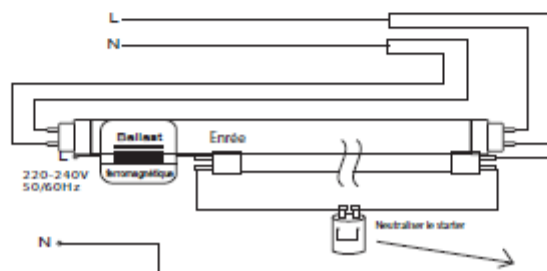 L
N
Ballast
Enrée
L
220-240V
50/60Hz
ferromagnétique
Neutraliser le starter
N